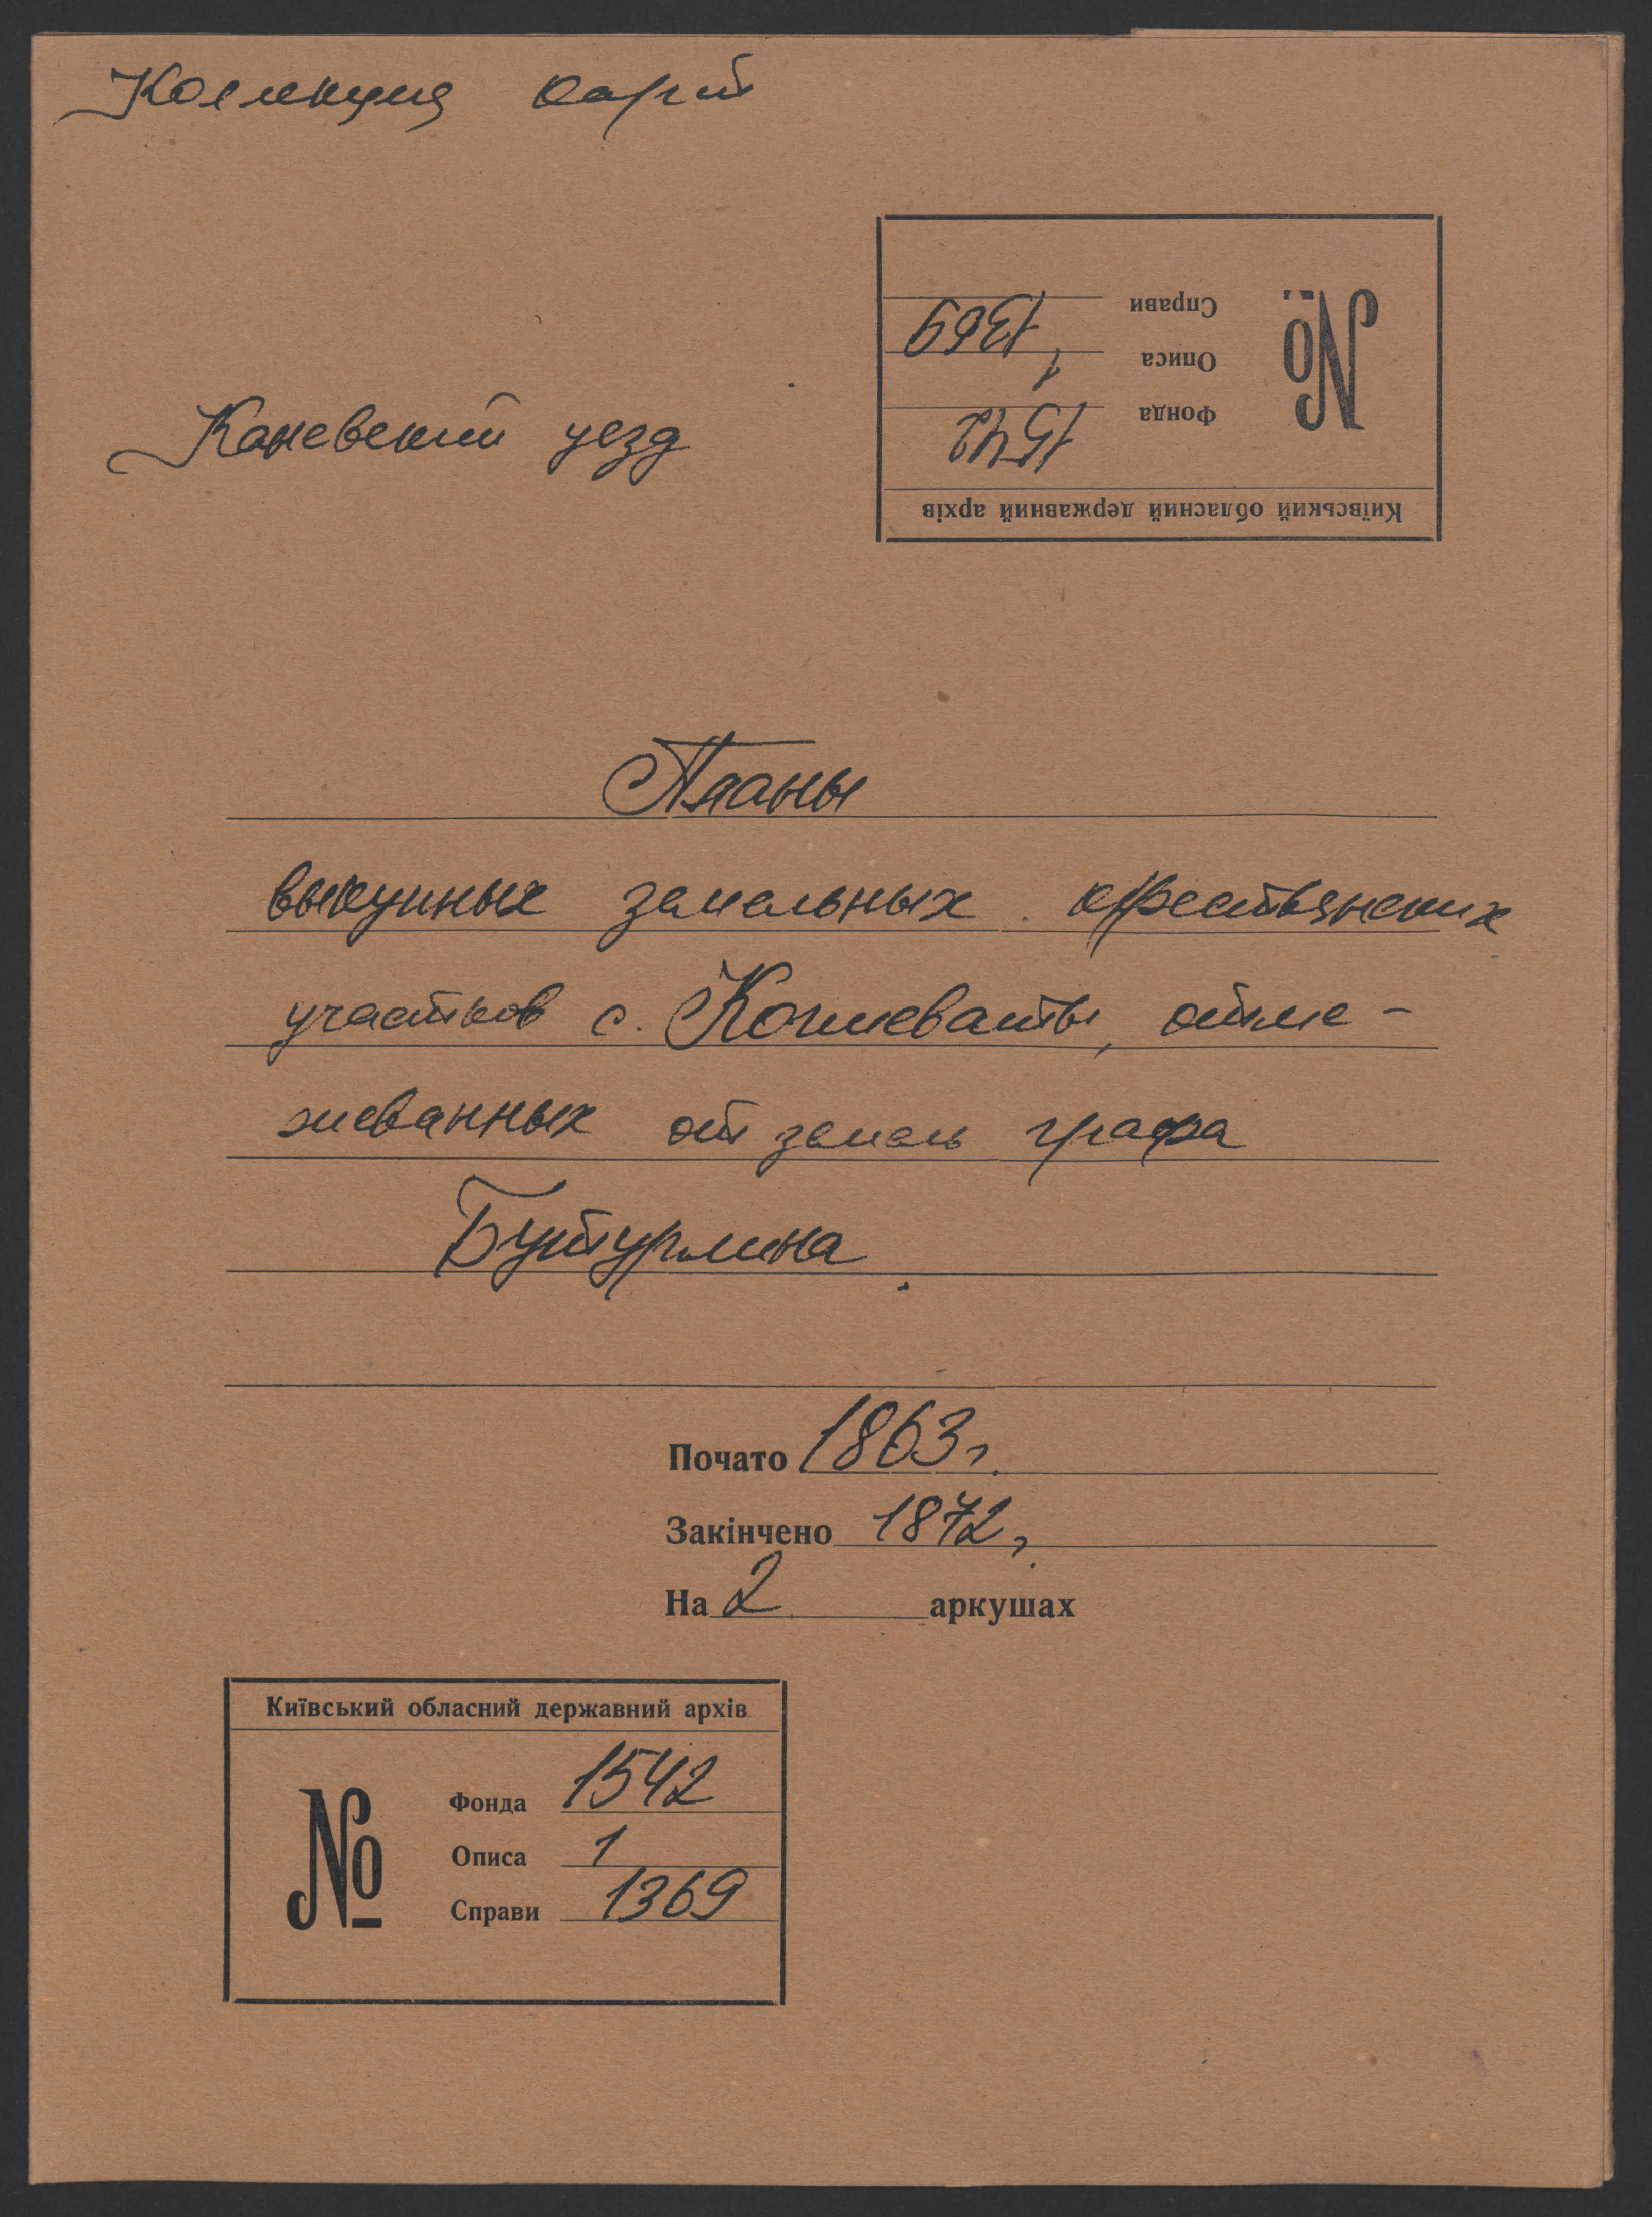 Коллекция карт
Справи 1369
Описа 1
Фонда 1542
№
Київський обласний державний архів
Каневский уезд
Планы
выкупных земельных крестьянских
участков с. Кошеваты, отме-
жеванных от земель графа
Бутурлина.
Почато 1863 г.
Закінчено 1872 г.
На 2 аркушах
Київський обласний державний архів
№
Фонда 1542
Описа 1
Справи 1369